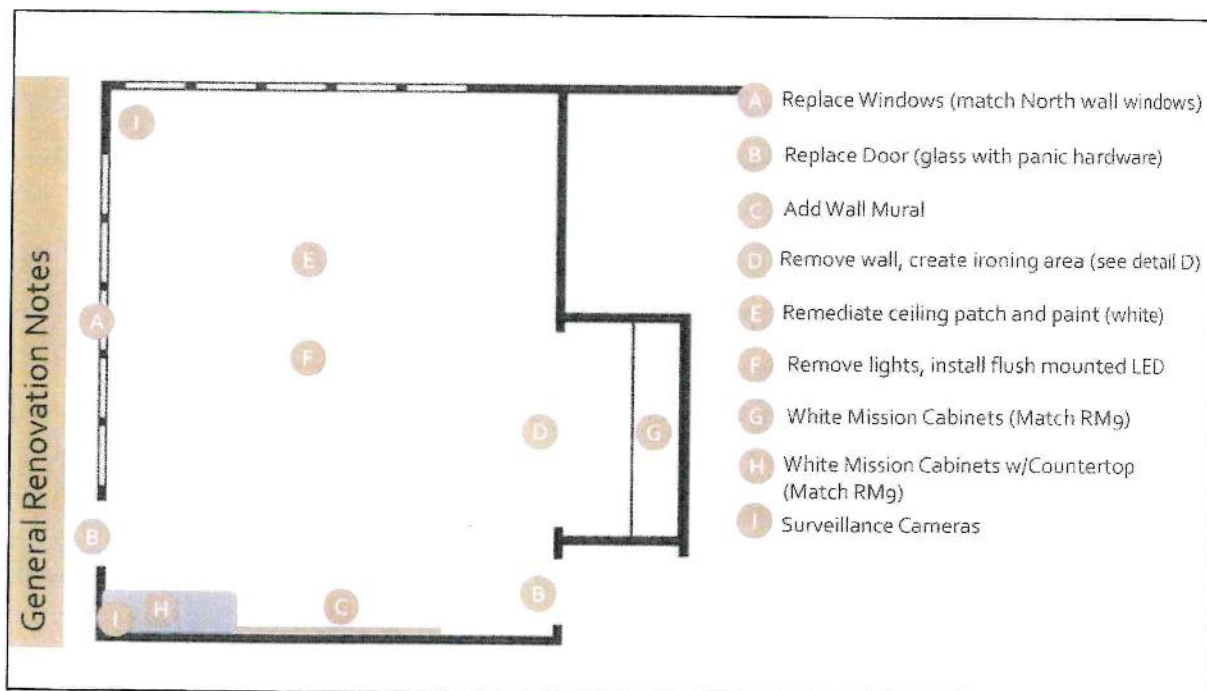 General Renovation Notes
I
A
E
F
D
G
B
B
I
H
C
A Replace Windows (match North wall windows)
B Replace Door (glass with panic hardware)
C Add Wall Mural
D Remove wall, create ironing area (see detail D)
E Remediate ceiling patch and paint (white)
F Remove lights, install flush mounted LED
G White Mission Cabinets (Match RM9)
H White Mission Cabinets w/Countertop
(Match RM9)
I Surveillance Cameras